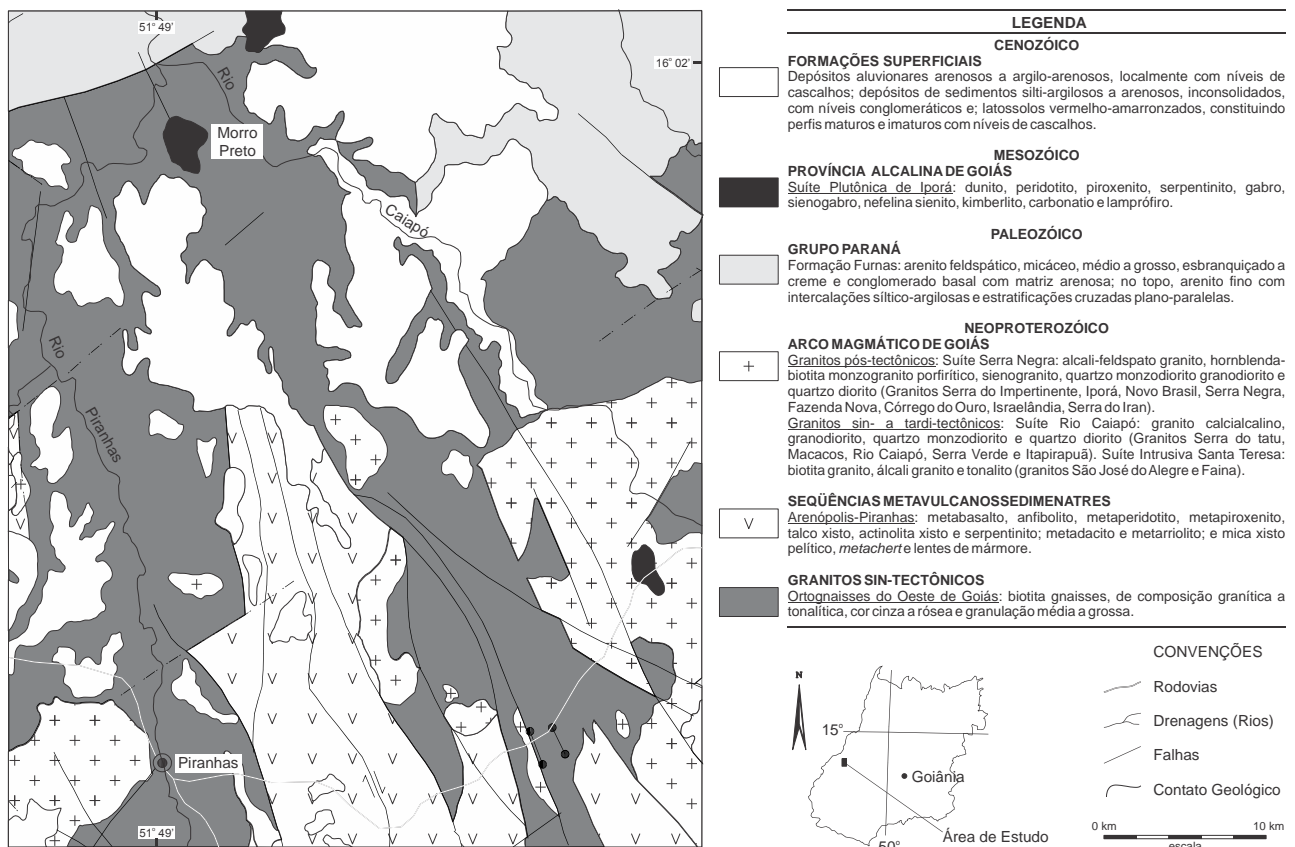 51° 49'
16° 02'
Rio
Morro
Preto
Caiapó
Rio
Piranhas
Piranhas
51° 49'
LEGENDA
CENOZÓICO
FORMAÇÕES SUPERFICIAIS
Depósitos aluvionares arenosos a argilo-arenosos, localmente com níveis de
cascalhos; depósitos de sedimentos silti-argilosos a arenosos, inconsolidados,
com níveis conglomeráticos e; latossolos vermelho-amarronzados, constituindo
perfis maturos e imaturos com níveis de cascalhos.
MESOZÓICO
PROVÍNCIA ALCALINA DE GOIÁS
Suíte Plutônica de Iporá: dunito, peridotito, piroxenito, serpentinito, gabro,
sienogabro, nefelina sienito, kimberlito, carbonatio e lamprófiro.
PALEOZÓICO
GRUPO PARANÁ
Formação Furnas: arenito feldspático, micáceo, médio a grosso, esbranquiçado a
creme e conglomerado basal com matriz arenosa; no topo, arenito fino com
intercalações síltico-argilosas e estratificações cruzadas plano-paralelas.
NEOPROTEROZÓICO
ARCO MAGMÁTICO DE GOIÁS
Granitos pós-tectônicos: Suíte Serra Negra: alcali-feldspato granito, hornblenda-
biotita monzogranito porfirítico, sienogranito, quartzo monzodiorito granodiorito e
quartzo diorito (Granitos Serra do Impertinente, Iporá, Novo Brasil, Serra Negra,
Fazenda Nova, Córrego do Ouro, Israelândia, Serra do Iran).
Granitos sin- a tardi-tectônicos: Suíte Rio Caiapó: granito calcialcalino,
granodiorito, quartzo monzodiorito e quartzo diorito (Granitos Serra do tatu,
Macacos, Rio Caiapó, Serra Verde e Itapirapuã). Suíte Intrusiva Santa Teresa:
biotita granito, álcali granito e tonalito (granitos São José do Alegre e Faina).
SEQÜÊNCIAS METAVULCANOSSEDIMENATRES
Arenópolis-Piranhas: metabasalto, anfibolito, metaperidotito, metapiroxenito,
talco xisto, actinolita xisto e serpentinito; metadacito e metarriolito; e mica xisto
pelítico, metachert e lentes de mármore.
GRANITOS SIN-TECTÔNICOS
Ortognaisses do Oeste de Goiás: biotita gnaisses, de composição granítica a
tonalítica, cor cinza a rósea e granulação média a grossa.
N
15°
Goiânia
50°
Área de Estudo
CONVENÇÕES
Rodovias
Drenagens (Rios)
Falhas
Contato Geológico
0 km 10 km
escala